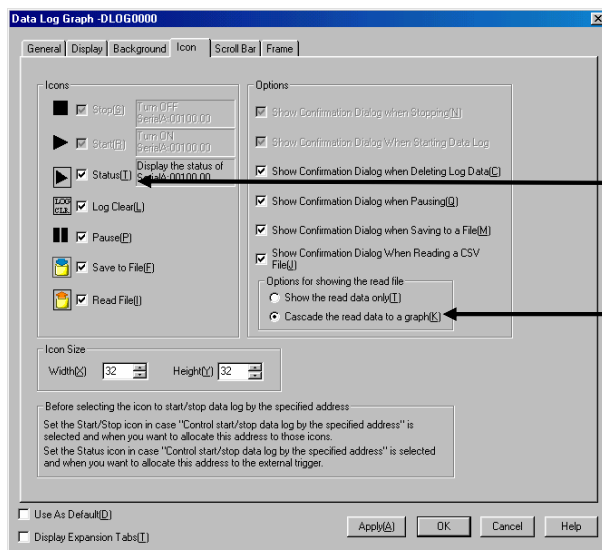 Data Log Graph -DLOG0000
General Display Background Icon Scroll Bar Frame
Icons
Stop(S) Turn OFF
SerialA:00100.00
Start(R) Turn ON
SerialA:00100.00
Status(T) Display the status of
SerialA:00100.00
LOG
CLR Log Clear(L)
Pause(P)
Save to File(F)
Read File(I)
Options
Show Confirmation Dialog when Stopping(N)
Show Confirmation Dialog When Starting Data Log
Show Confirmation Dialog when Deleting Log Data(C)
Show Confirmation Dialog when Pausing(Q)
Show Confirmation Dialog when Saving to a File(M)
Show Confirmation Dialog When Reading a CSV
File(J)
Options for showing the read file
Show the read data only(T)
Cascade the read data to a graph(K)
Icon Size
Width(X) 32 Height(Y) 32
Before selecting the icon to start/stop data log by the specified address
Set the Start/Stop icon in case "Control start/stop data log by the specified address" is
selected and when you want to allocate this address to those icons.
Set the Status icon in case "Control start/stop data log by the specified address" is selected
and when you want to allocate this address to the external trigger.
Use As Default(D)
Display Expansion Tabs(T)
Apply(A) OK Cancel Help